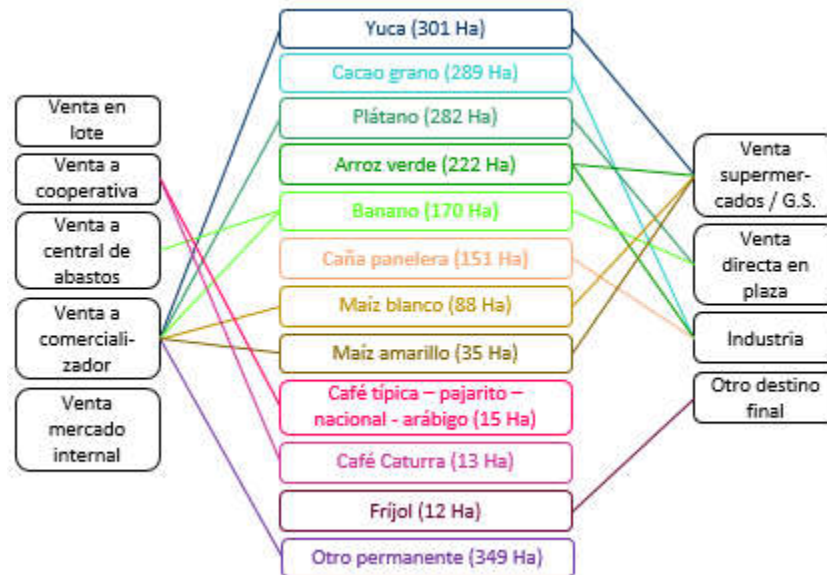 Venta en
lote
Venta a
cooperativa
Venta a
central de
abastos
Venta a
comerciali-
zador
Venta
mercado
internal
Yuca (301 Ha)
Cacao grano (289 Ha)
Plátano (282 Ha)
Arroz verde (222 Ha)
Banano (170 Ha)
Caña panelera (151 Ha)
Maíz blanco (88 Ha)
Maíz amarillo (35 Ha)
Café típica – pajarito –
nacional - arábigo (15 Ha)
Café Caturra (13 Ha)
Fríjol (12 Ha)
Otro permanente (349 Ha)
Venta
supermer-
cados / G.S.
Venta
directa en
plaza
Industria
Otro destino
final